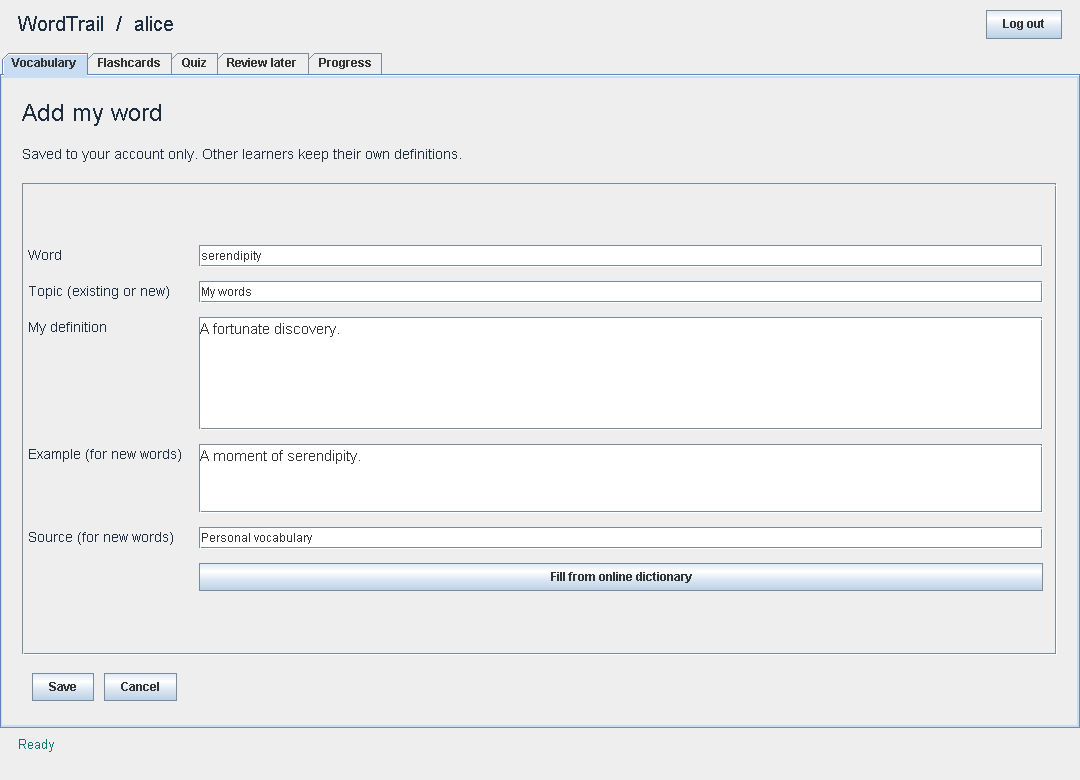 WordTrail / alice
Log out
Vocabulary
Flashcards
Quiz
Review later
Progress
Add my word
Saved to your account only. Other learners keep their own definitions.
Word
serendipity
Topic (existing or new)
My words
My definition
A fortunate discovery.
Example (for new words)
A moment of serendipity.
Source (for new words)
Personal vocabulary
Fill from online dictionary
Save
Cancel
Ready